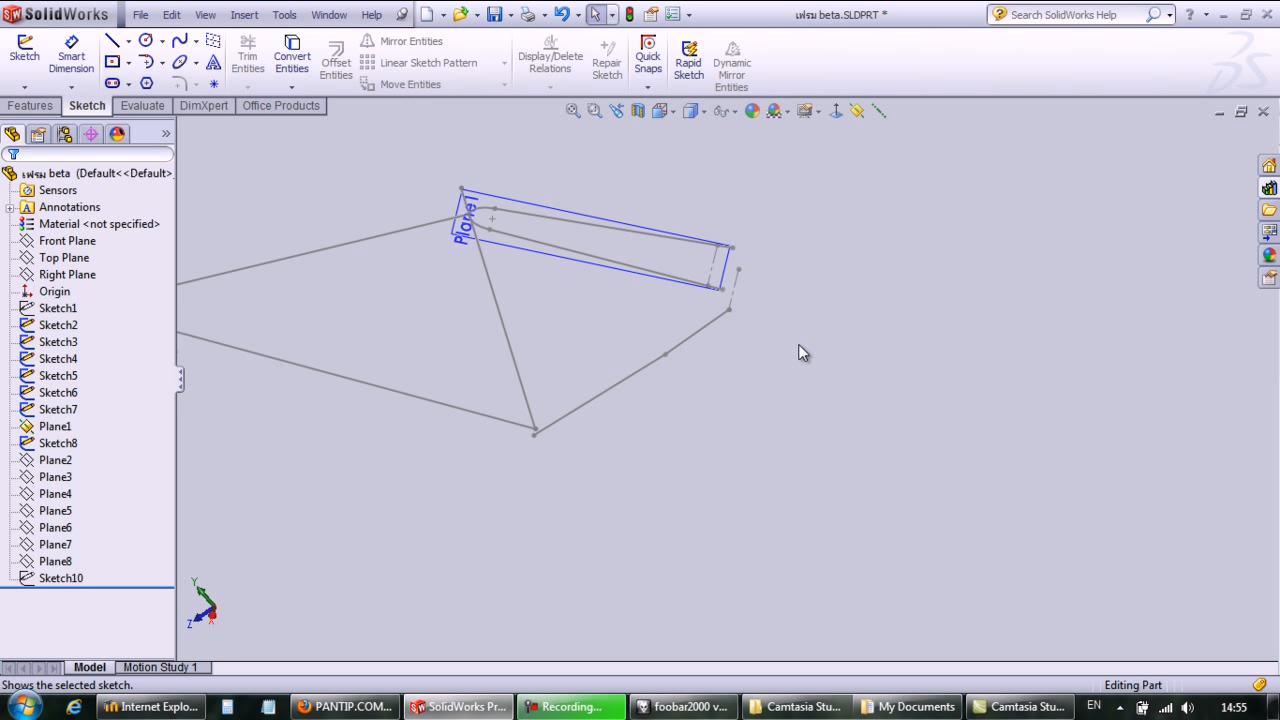 SolidWorks File Edit View Insert Tools Window Help เฟรม beta.SLDPRT * Search SolidWorks Help
Sketch Smart Dimension Trim Entities Convert Entities Offset Entities Mirror Entities Linear Sketch Pattern Move Entities Display/Delete Relations Repair Sketch Quick Snaps Rapid Sketch Dynamic Mirror Entities
Features Sketch Evaluate DimXpert Office Products
เฟรม beta (Default<<Default>
Sensors
Annotations
Material <not specified>
Front Plane
Top Plane
Right Plane
Origin
Sketch1
Sketch2
Sketch3
Sketch4
Sketch5
Sketch6
Sketch7
Plane1
Sketch8
Plane2
Plane3
Plane4
Plane5
Plane6
Plane7
Plane8
Sketch10
Plane1
Y
Z
X
Model Motion Study 1
Shows the selected sketch. Editing Part
Internet Explo... PANTIP.COM... SolidWorks Pr... Recording... foobar2000 v... Camtasia Stu... My Documents Camtasia Stu... EN 14:55